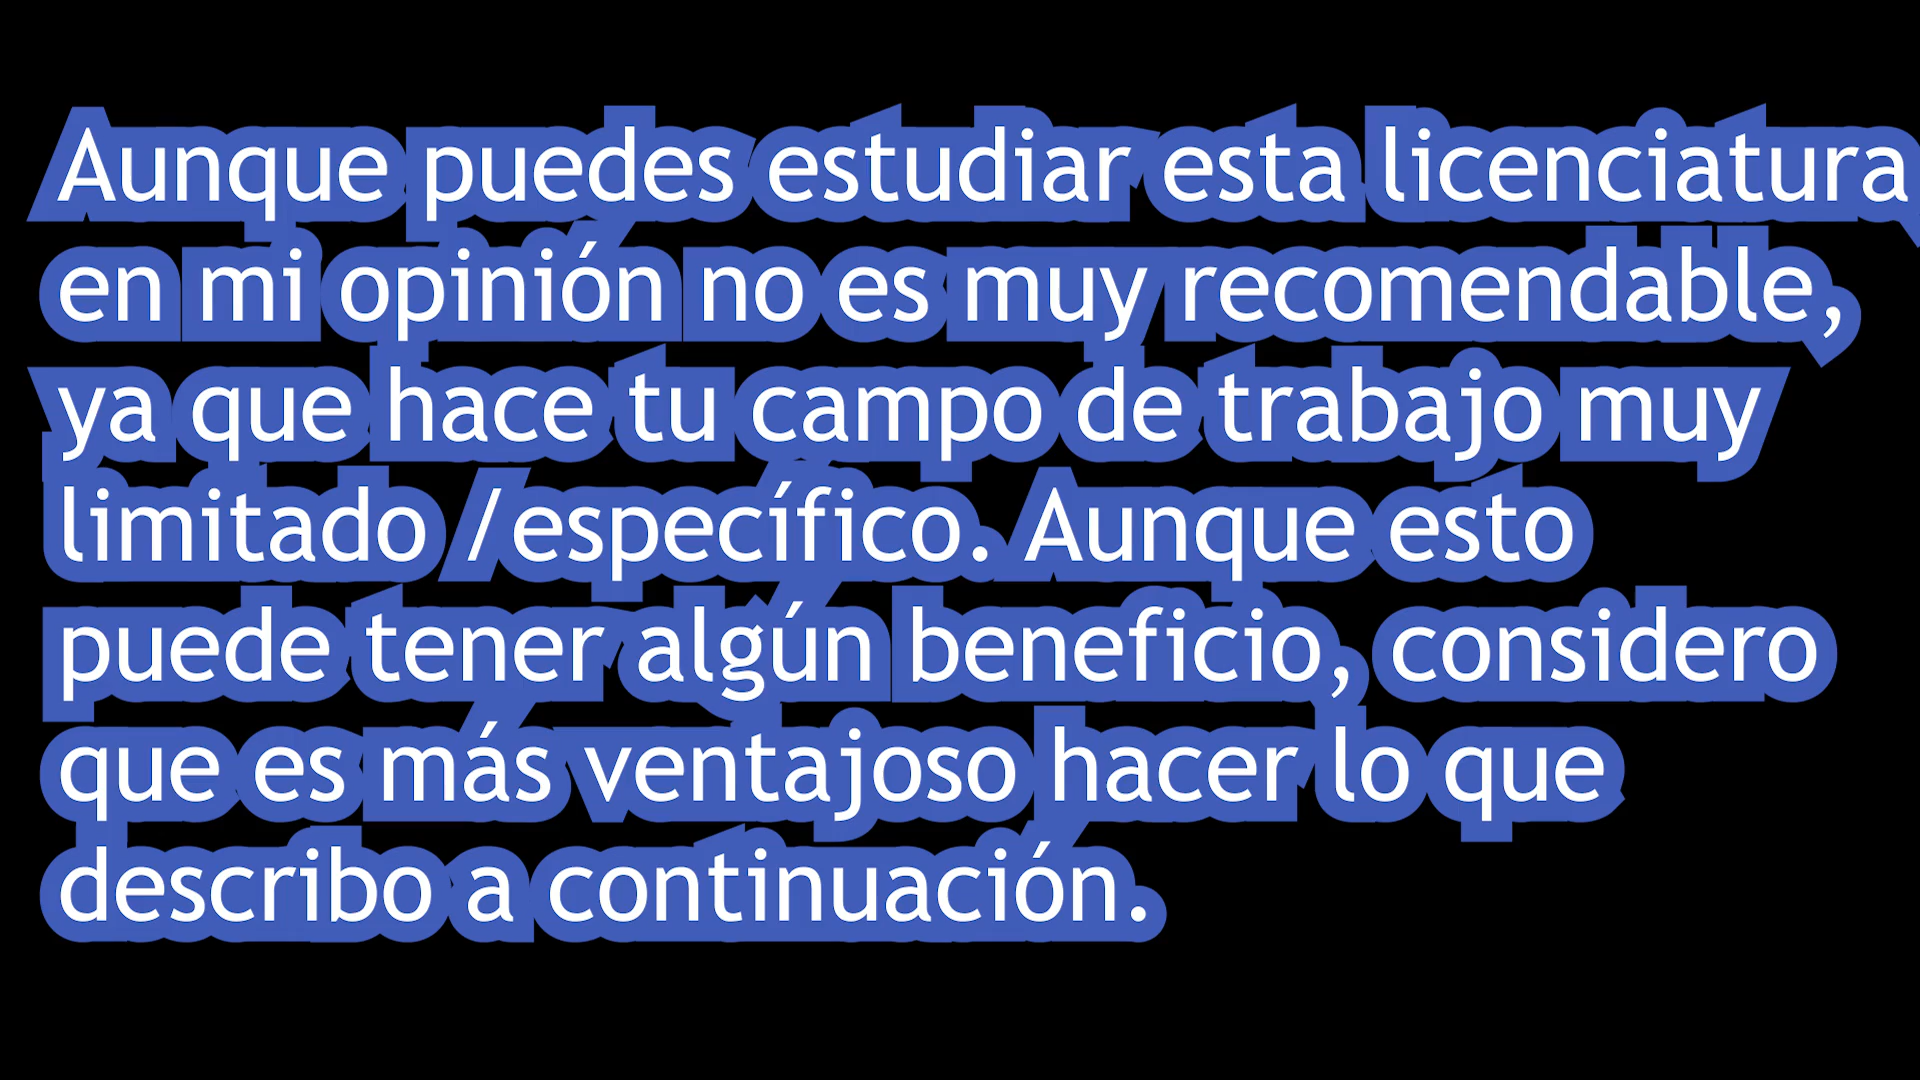 Aunque puedes estudiar esta licenciatura,
en mi opinión no es muy recomendable,
ya que hace tu campo de trabajo muy
limitado /específico. Aunque esto
puede tener algún beneficio, considero
que es más ventajoso hacer lo que
describo a continuación.